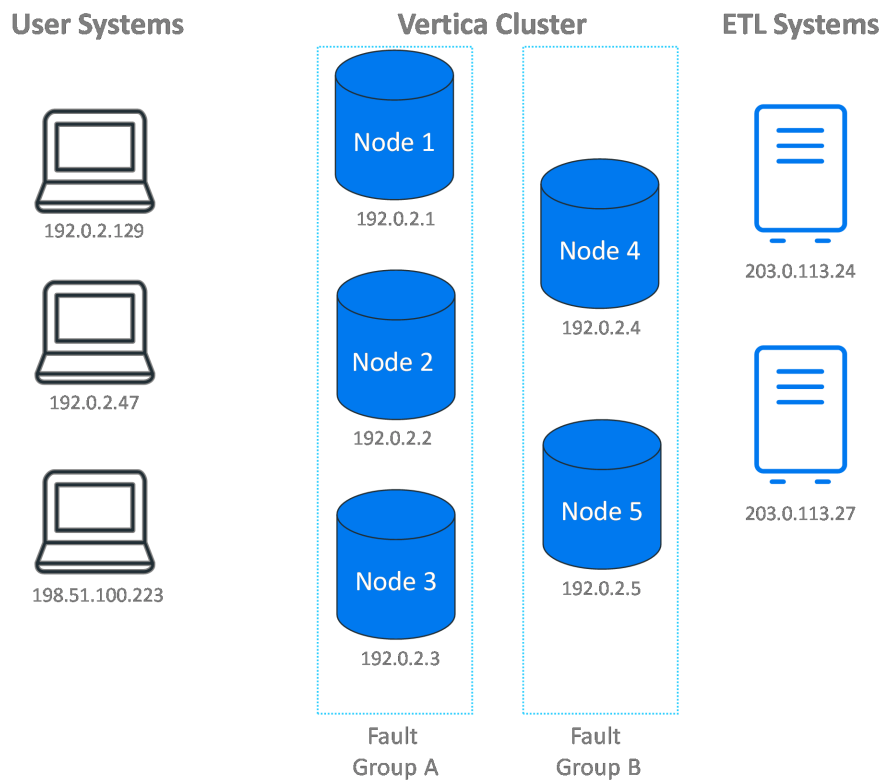 User Systems
Vertica Cluster
ETL Systems
192.0.2.129
192.0.2.47
198.51.100.223
Node 1
192.0.2.1
Node 2
192.0.2.2
Node 3
192.0.2.3
Fault
Group A
Node 4
192.0.2.4
Node 5
192.0.2.5
Fault
Group B
203.0.113.24
203.0.113.27